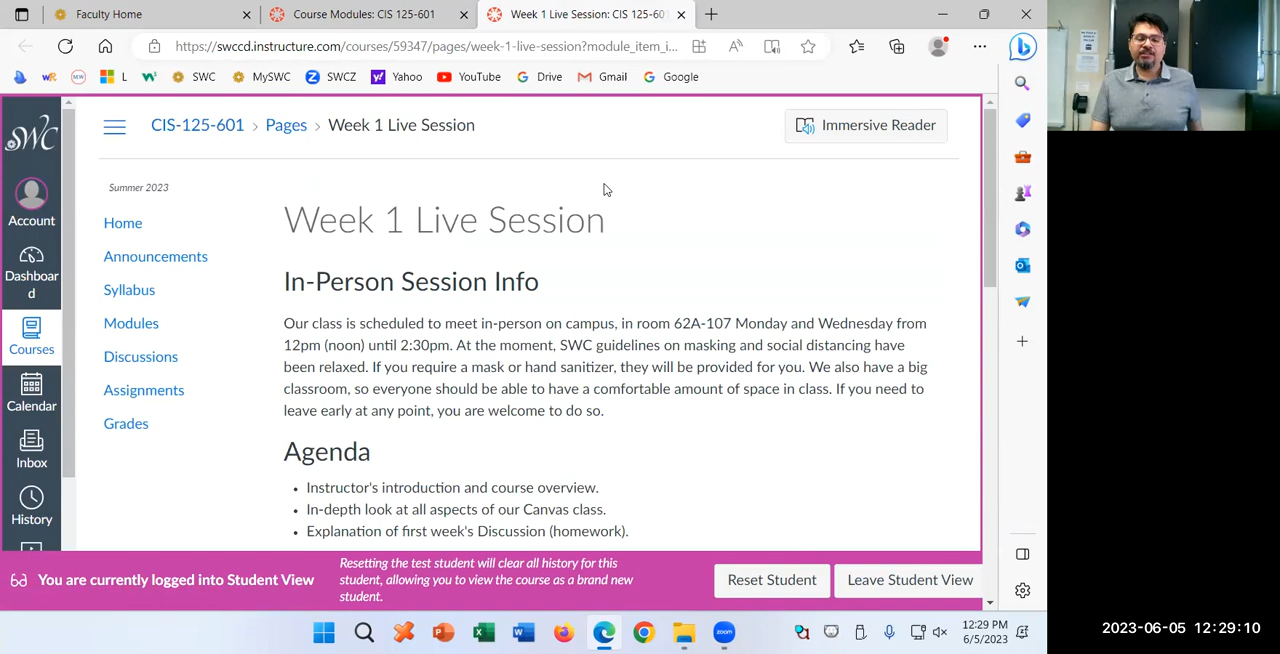 Faculty Home
Course Modules: CIS 125-601
Week 1 Live Session: CIS 125-601
https://swccd.instructure.com/courses/59347/pages/week-1-live-session?module_item_i...
wR
MW
L
SWC
MySWC
SWCZ
Yahoo
YouTube
Drive
Gmail
Google
SWC
CIS-125-601 > Pages > Week 1 Live Session
Immersive Reader
Account
Dashboar
d
Courses
Calendar
Inbox
History
Summer 2023
Home
Announcements
Syllabus
Modules
Discussions
Assignments
Grades
Week 1 Live Session
In-Person Session Info
Our class is scheduled to meet in-person on campus, in room 62A-107 Monday and Wednesday from
12pm (noon) until 2:30pm. At the moment, SWC guidelines on masking and social distancing have
been relaxed. If you require a mask or hand sanitizer, they will be provided for you. We also have a big
classroom, so everyone should be able to have a comfortable amount of space in class. If you need to
leave early at any point, you are welcome to do so.
Agenda
• Instructor's introduction and course overview.
• In-depth look at all aspects of our Canvas class.
• Explanation of first week's Discussion (homework).
You are currently logged into Student View
Resetting the test student will clear all history for this
student, allowing you to view the course as a brand new
student.
Reset Student
Leave Student View
zoom
12:29 PM
6/5/2023
2023-06-05 12:29:10